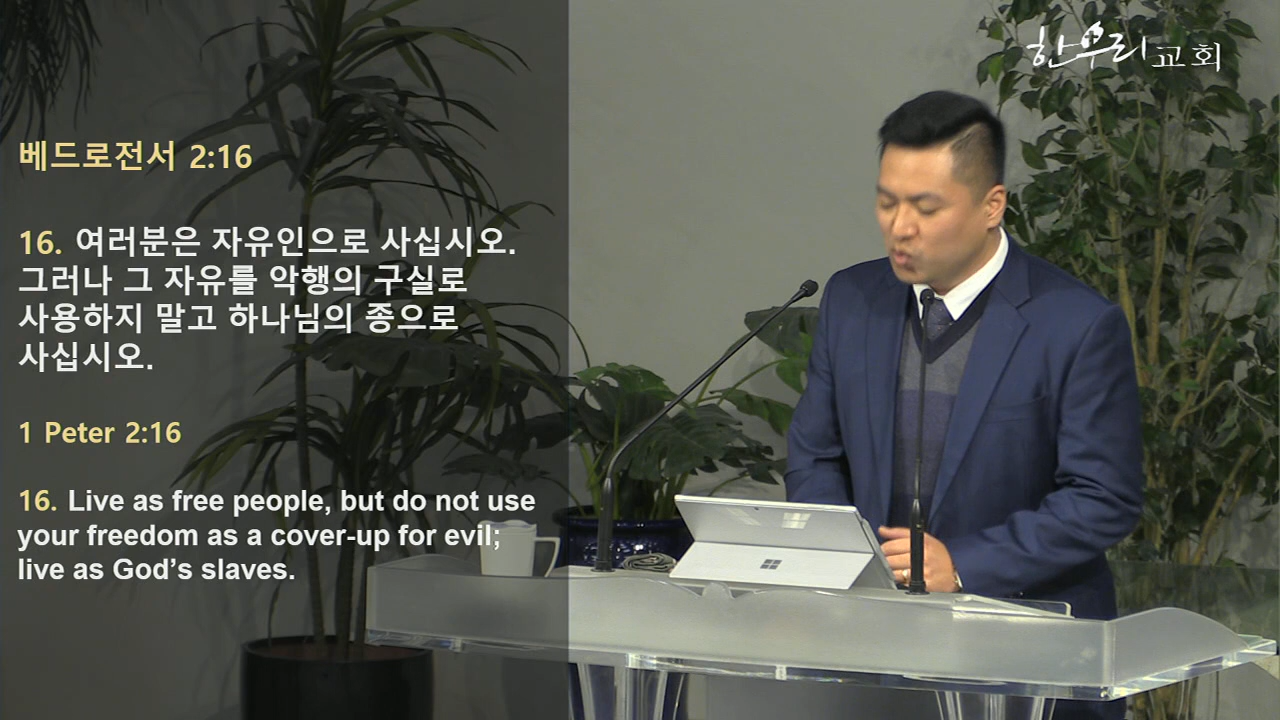 한우리교회
베드로전서 2:16
16. 여러분은 자유인으로 사십시오.
그러나 그 자유를 악행의 구실로
사용하지 말고 하나님의 종으로
사십시오.
1 Peter 2:16
16. Live as free people, but do not use
your freedom as a cover-up for evil;
live as God’s slaves.